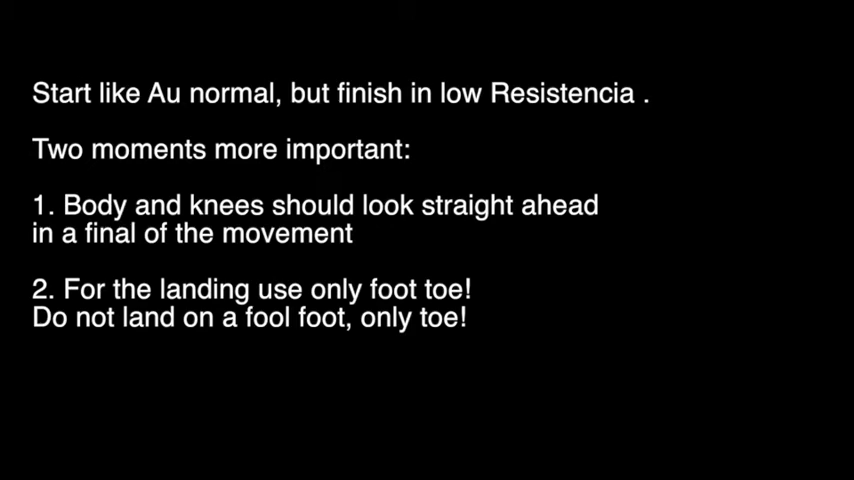 Start like Au normal, but finish in low Resistencia .
Two moments more important:
1. Body and knees should look straight ahead
in a final of the movement
2. For the landing use only foot toe!
Do not land on a fool foot, only toe!